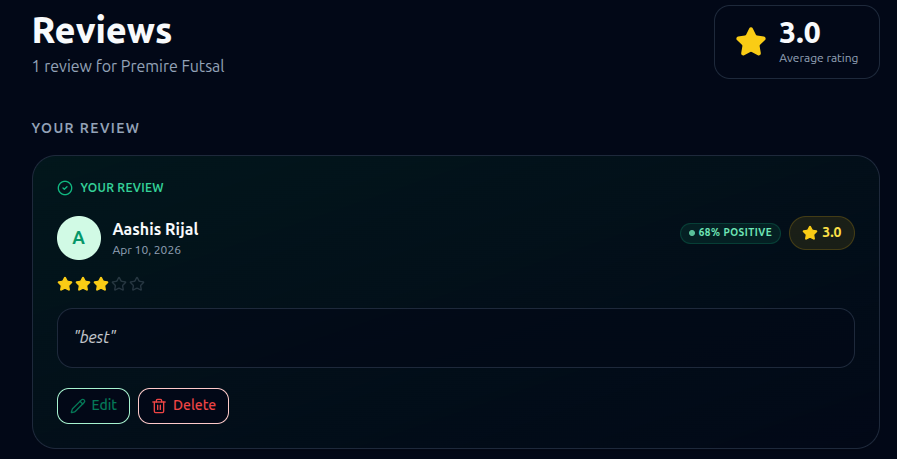 Reviews
1 review for Premire Futsal
3.0
Average rating
YOUR REVIEW
YOUR REVIEW
A
Aashis Rijal
Apr 10, 2026
68% POSITIVE
3.0
"best"
Edit
Delete